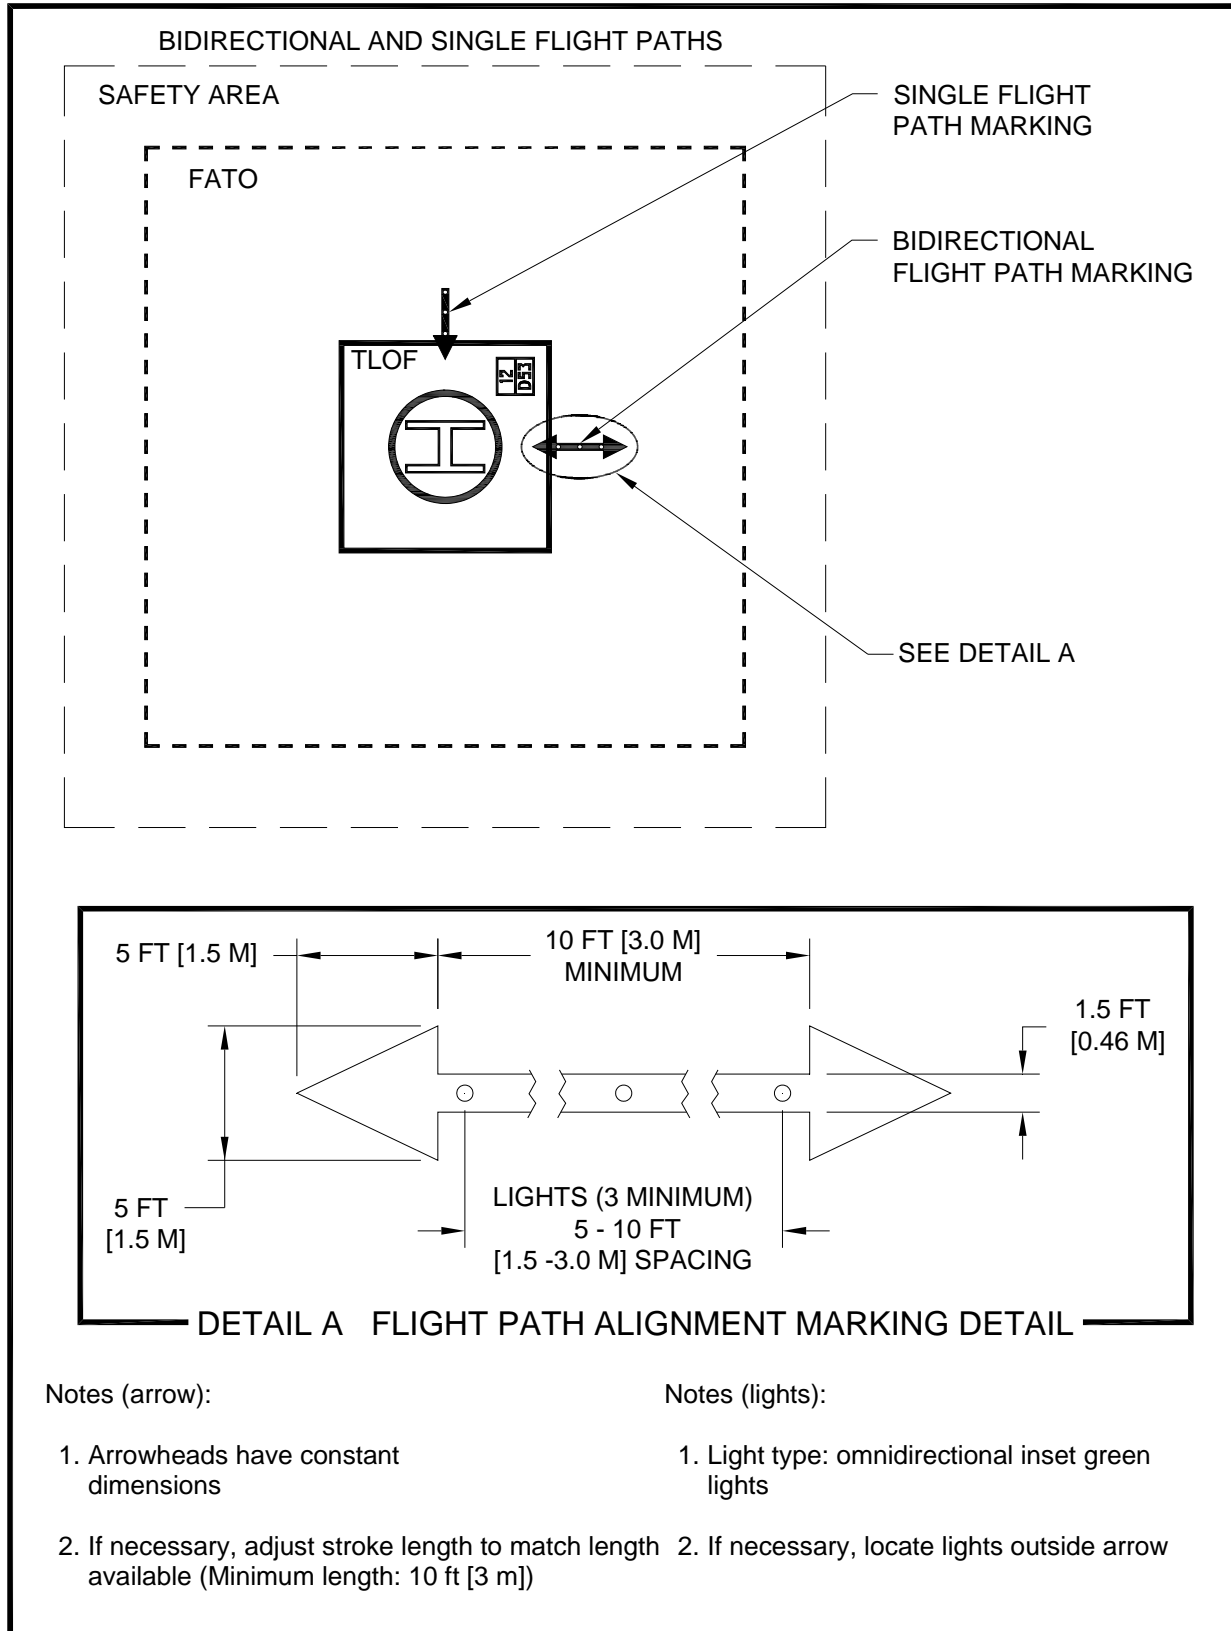 BIDIRECTIONAL AND SINGLE FLIGHT PATHS
SAFETY AREA
SINGLE FLIGHT
PATH MARKING
FATO
BIDIRECTIONAL
FLIGHT PATH MARKING
TLOF
12
D53
H
SEE DETAIL A
5 FT [1.5 M]
10 FT [3.0 M]
MINIMUM
1.5 FT
[0.46 M]
5 FT
[1.5 M]
LIGHTS (3 MINIMUM)
5 - 10 FT
[1.5 -3.0 M] SPACING
DETAIL A FLIGHT PATH ALIGNMENT MARKING DETAIL
Notes (arrow):
1. Arrowheads have constant
dimensions
2. If necessary, adjust stroke length to match length
available (Minimum length: 10 ft [3 m])
Notes (lights):
1. Light type: omnidirectional inset green
lights
2. If necessary, locate lights outside arrow